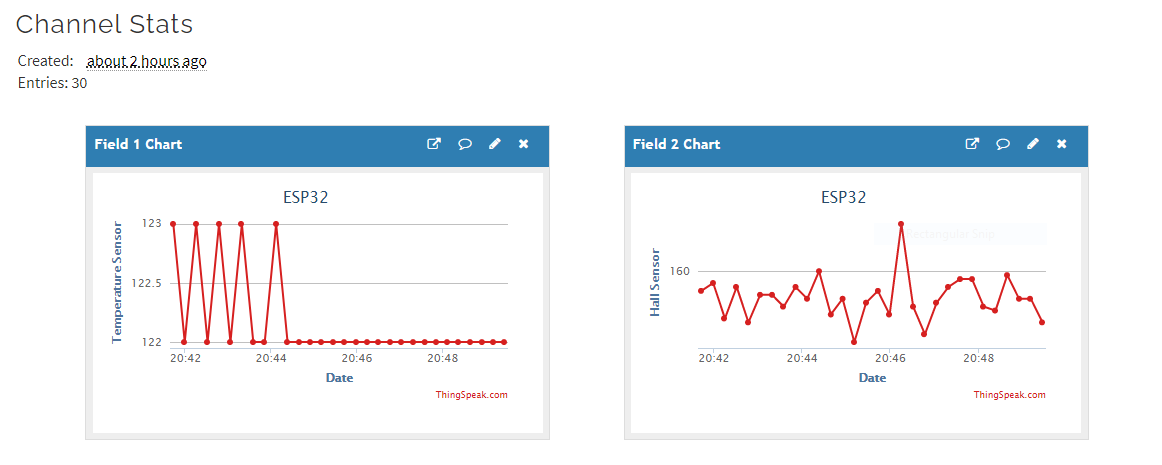 Channel Stats
Created: about 2 hours ago
Entries: 30
Field 1 Chart
ESP32
Temperature Sensor
123
122.5
122
20:42 20:44 20:46 20:48
Date
ThingSpeak.com
Field 2 Chart
ESP32
Rectangular Snip
Hall Sensor
160
20:42 20:44 20:46 20:48
Date
ThingSpeak.com